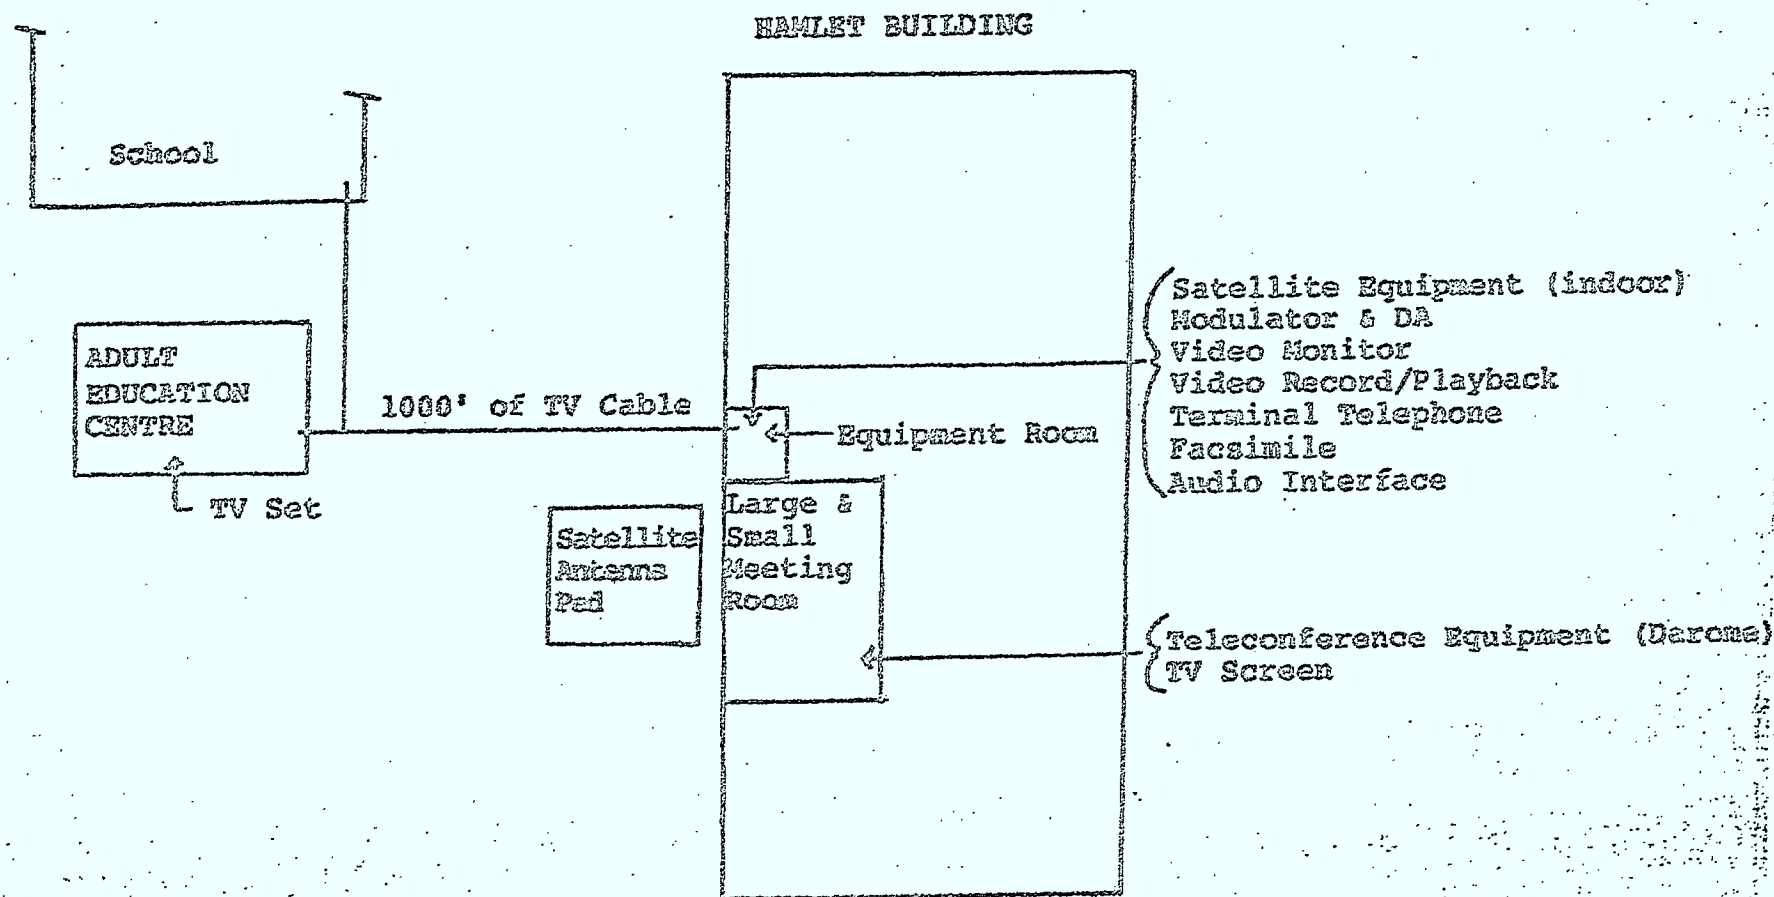 HAMLET BUILDING
School
ADULT
EDUCATION
CENTRE
TV Set
1000' of TV Cable
Equipment Room
Satellite
Antenna
Pad
Large &
Small
Meeting
Room
Satellite Equipment (indoor)
Modulator & DA
Video Monitor
Video Record/Playback
Terminal Telephone
Facsimile
Audio Interface
Teleconference Equipment (Darome)
TV Screen